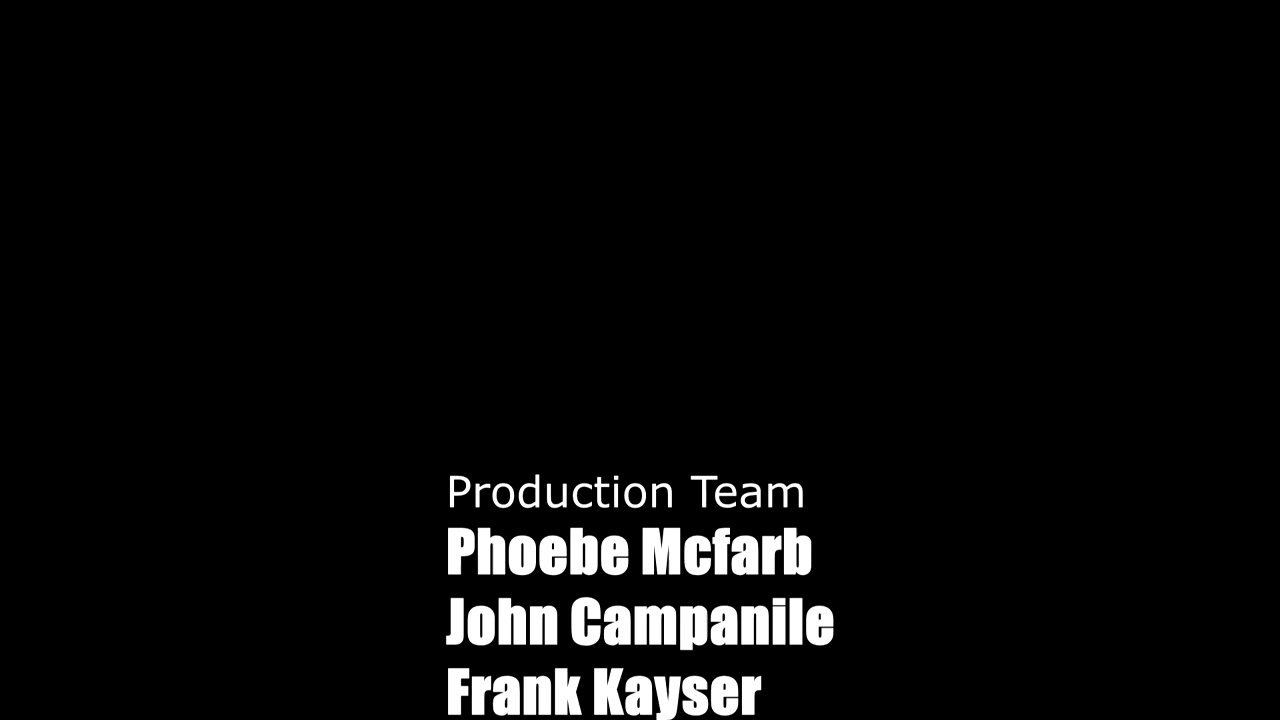 Production Team
Phoebe Mcfarb
John Campanile
Frank Kayser